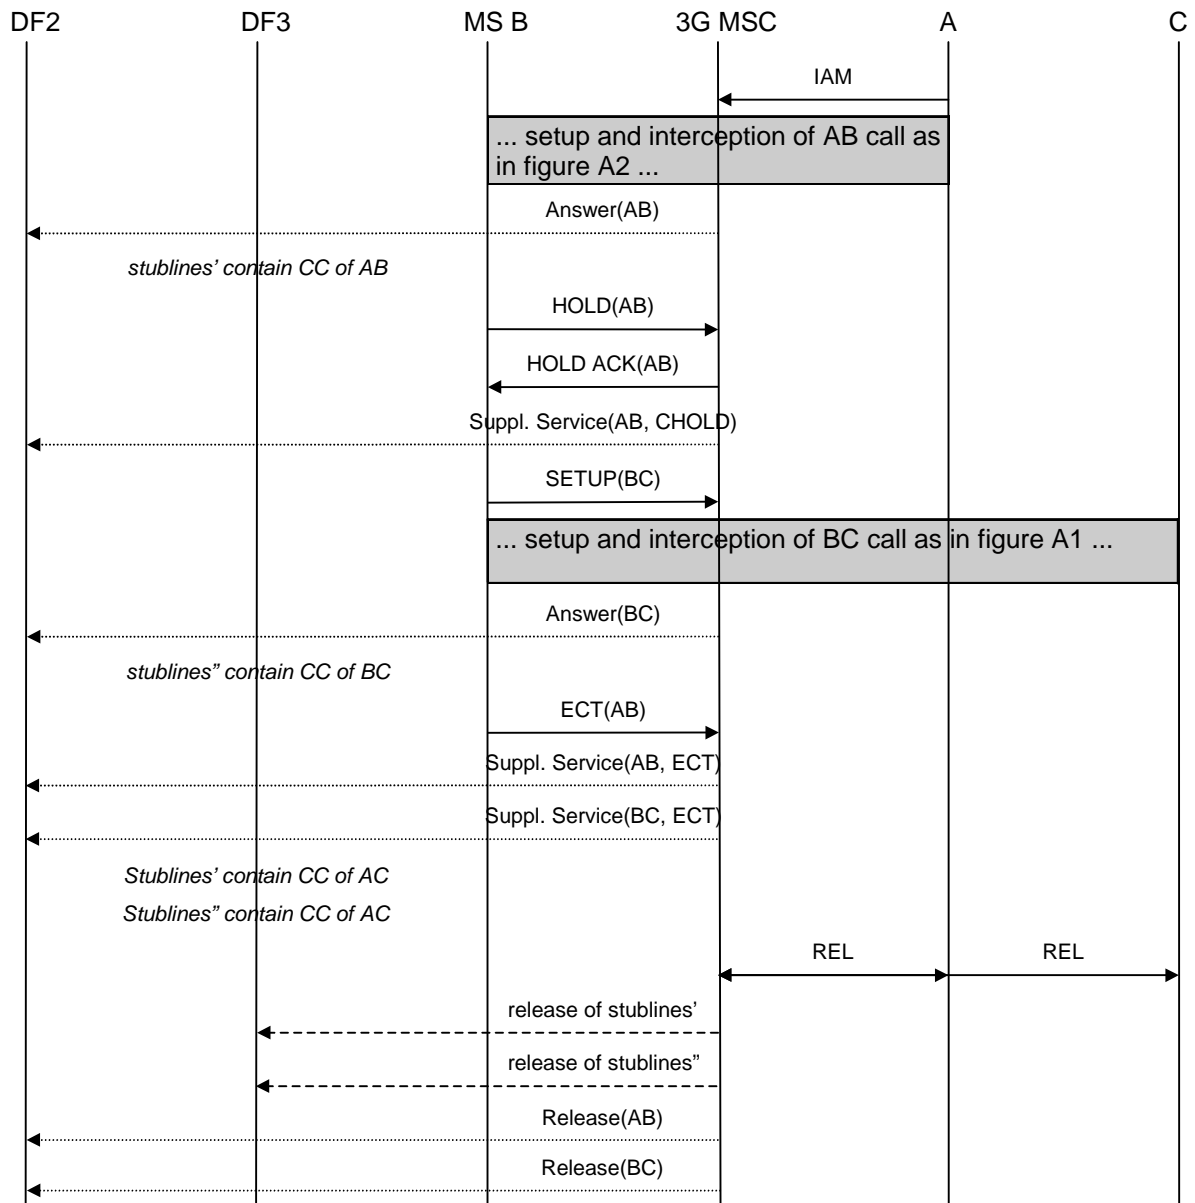 DF2 DF3 MS B 3G MSC A C
IAM
... setup and interception of AB call as
in figure A2 ...
Answer(AB)
stublines’ contain CC of AB
HOLD(AB)
HOLD ACK(AB)
Suppl. Service(AB, CHOLD)
SETUP(BC)
... setup and interception of BC call as in figure A1 ...
Answer(BC)
stublines” contain CC of BC
ECT(AB)
Suppl. Service(AB, ECT)
Suppl. Service(BC, ECT)
Stublines’ contain CC of AC
Stublines” contain CC of AC
REL REL
release of stublines’
release of stublines”
Release(AB)
Release(BC)